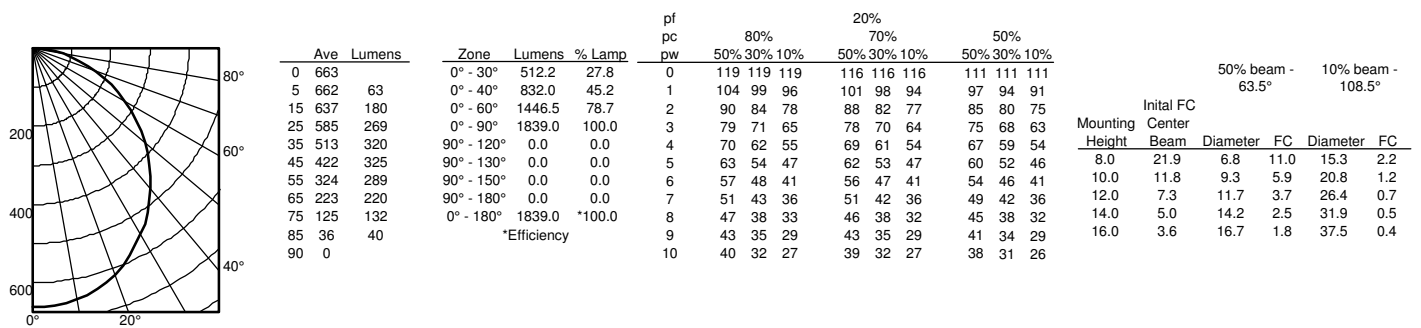 200
400
600
0°
20°
40°
60°
80°
Ave Lumens
0 663
5 662 63
15 637 180
25 585 269
35 513 320
45 422 325
55 324 289
65 223 220
75 125 132
85 36 40
90 0
Zone Lumens % Lamp
0° - 30° 512.2 27.8
0° - 40° 832.0 45.2
0° - 60° 1446.5 78.7
0° - 90° 1839.0 100.0
90° - 120° 0.0 0.0
90° - 130° 0.0 0.0
90° - 150° 0.0 0.0
90° - 180° 0.0 0.0
0° - 180° 1839.0 *100.0
*Efficiency
pf 20%
pc 80% 70% 50%
pw 50% 30% 10% 50% 30% 10% 50% 30% 10%
0 119 119 119 116 116 116 111 111 111
1 104 99 96 101 98 94 97 94 91
2 90 84 78 88 82 77 85 80 75
3 79 71 65 78 70 64 75 68 63
4 70 62 55 69 61 54 67 59 54
5 63 54 47 62 53 47 60 52 46
6 57 48 41 56 47 41 54 46 41
7 51 43 36 51 42 36 49 42 36
8 47 38 33 46 38 32 45 38 32
9 43 35 29 43 35 29 41 34 29
10 40 32 27 39 32 27 38 31 26
50% beam - 10% beam -
63.5° 108.5°
Inital FC
Mounting Center
Height Beam Diameter FC Diameter FC
8.0 21.9 6.8 11.0 15.3 2.2
10.0 11.8 9.3 5.9 20.8 1.2
12.0 7.3 11.7 3.7 26.4 0.7
14.0 5.0 14.2 2.5 31.9 0.5
16.0 3.6 16.7 1.8 37.5 0.4